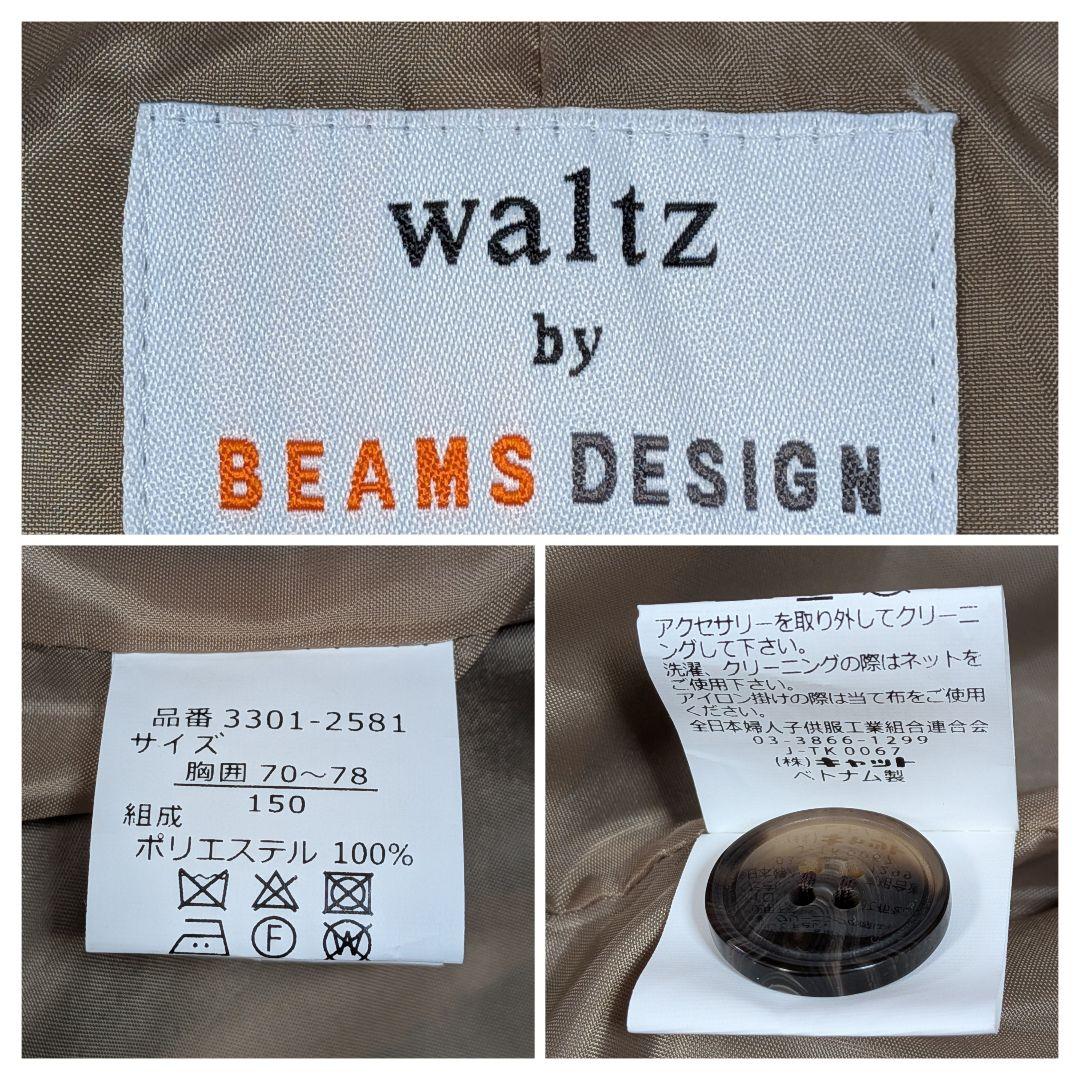 waltz
by
BEAMS DESIGN
品番 3301-2581
サイズ
胸囲 70～78
150
組成
ポリエステル 100%
F
W
アクセサリーを取り外してクリーニ
ングして下さい。
洗濯、クリーニングの際はネットを
ご使用下さい。
アイロン掛けの際は当て布をご使用
ください。
全日本婦人子供服工業組合連合会
03-3866-1299
J-TK0067
(株)キャット
ベトナム製